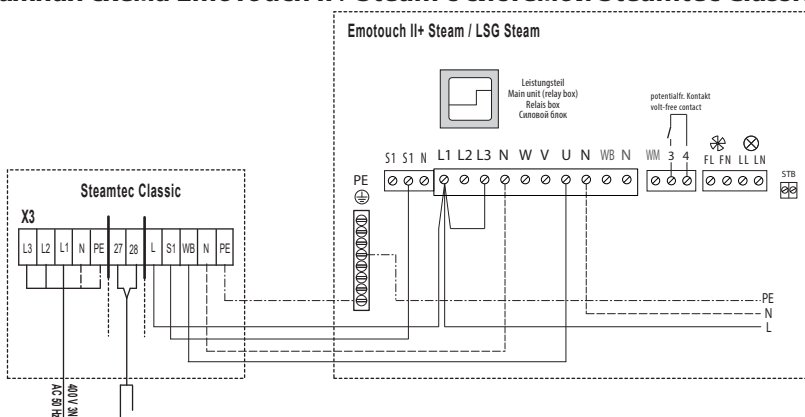 Emotouch II+ Steam / LSG Steam
Leistungsteil
Main unit (relay box)
Relais box
Силовой блок
potentialfr. Kontakt
volt-free contact
S1 S1 N L1 L2 L3 N W V U N WB N WM 3 4 FL FN LL LN
STB
PE
Steamtec Classic
X3
L3 L2 L1 N PE 27 28 L S1 WB N PE
PE
N
L
400 V 3N
AC 50 Hz